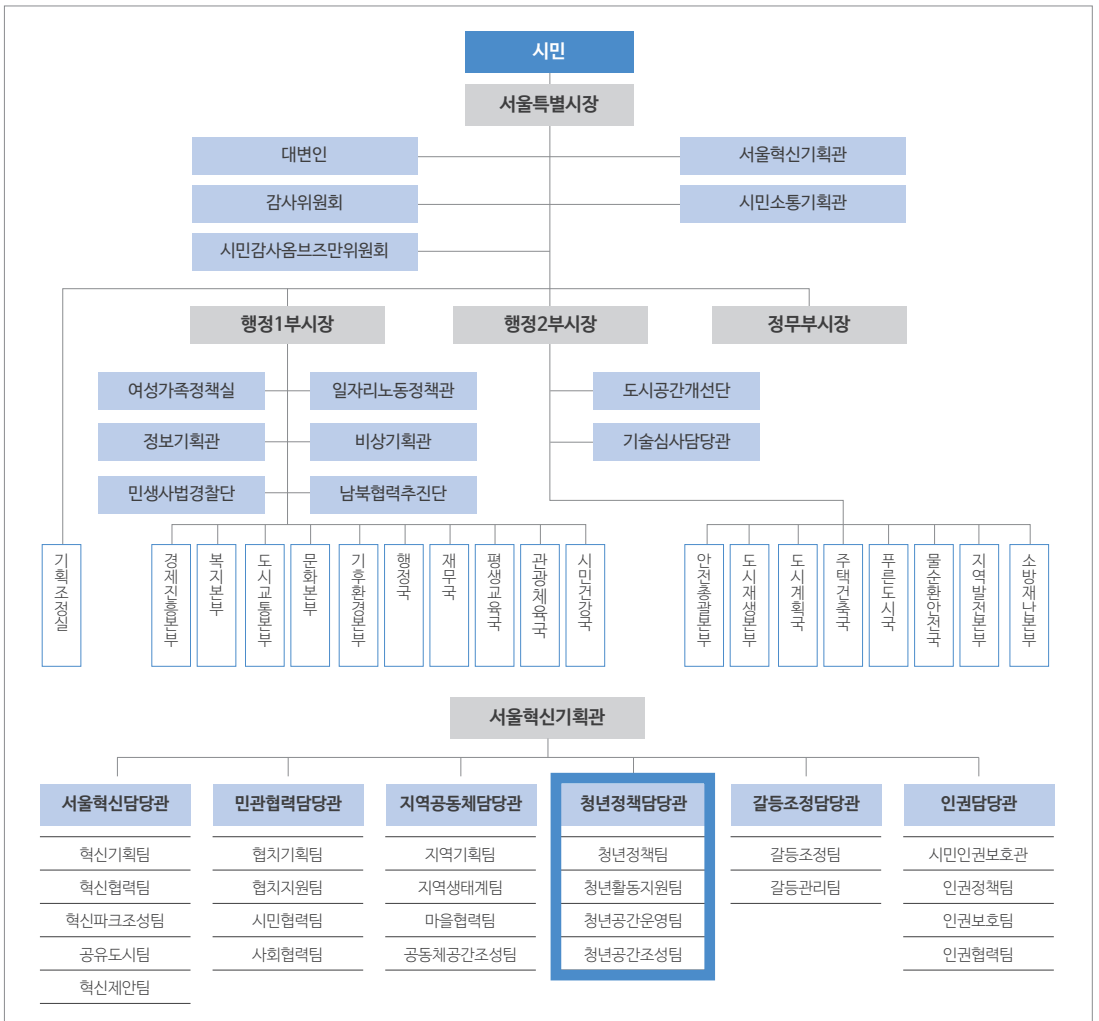 시민
서울특별시장
대변인
서울혁신기획관
감사위원회
시민소통기획관
시민감사옴브즈만위원회
행정1부시장
행정2부시장
정무부시장
여성가족정책실
일자리노동정책관
도시공간개선단
정보기획관
비상기획관
기술심사담당관
민생사법경찰단
남북협력추진단
기획조정실
경제진흥본부
복지본부
도시교통본부
문화본부
기후환경본부
행정국
재무국
평생교육국
관광체육국
시민건강국
안전총괄본부
도시재생본부
도시계획국
주택건축국
푸른도시국
물순환안전국
지역발전본부
소방재난본부
서울혁신기획관
서울혁신담당관
혁신기획팀
혁신협력팀
혁신파크조성팀
공유도시팀
혁신제안팀
민관협력담당관
협치기획팀
협치지원팀
시민협력팀
사회협력팀
지역공동체담당관
지역기획팀
지역생태계팀
마을협력팀
공동체공간조성팀
청년정책담당관
청년정책팀
청년활동지원팀
청년공간운영팀
청년공간조성팀
갈등조정담당관
갈등조정팀
갈등관리팀
인권담당관
시민인권보호관
인권정책팀
인권보호팀
인권협력팀